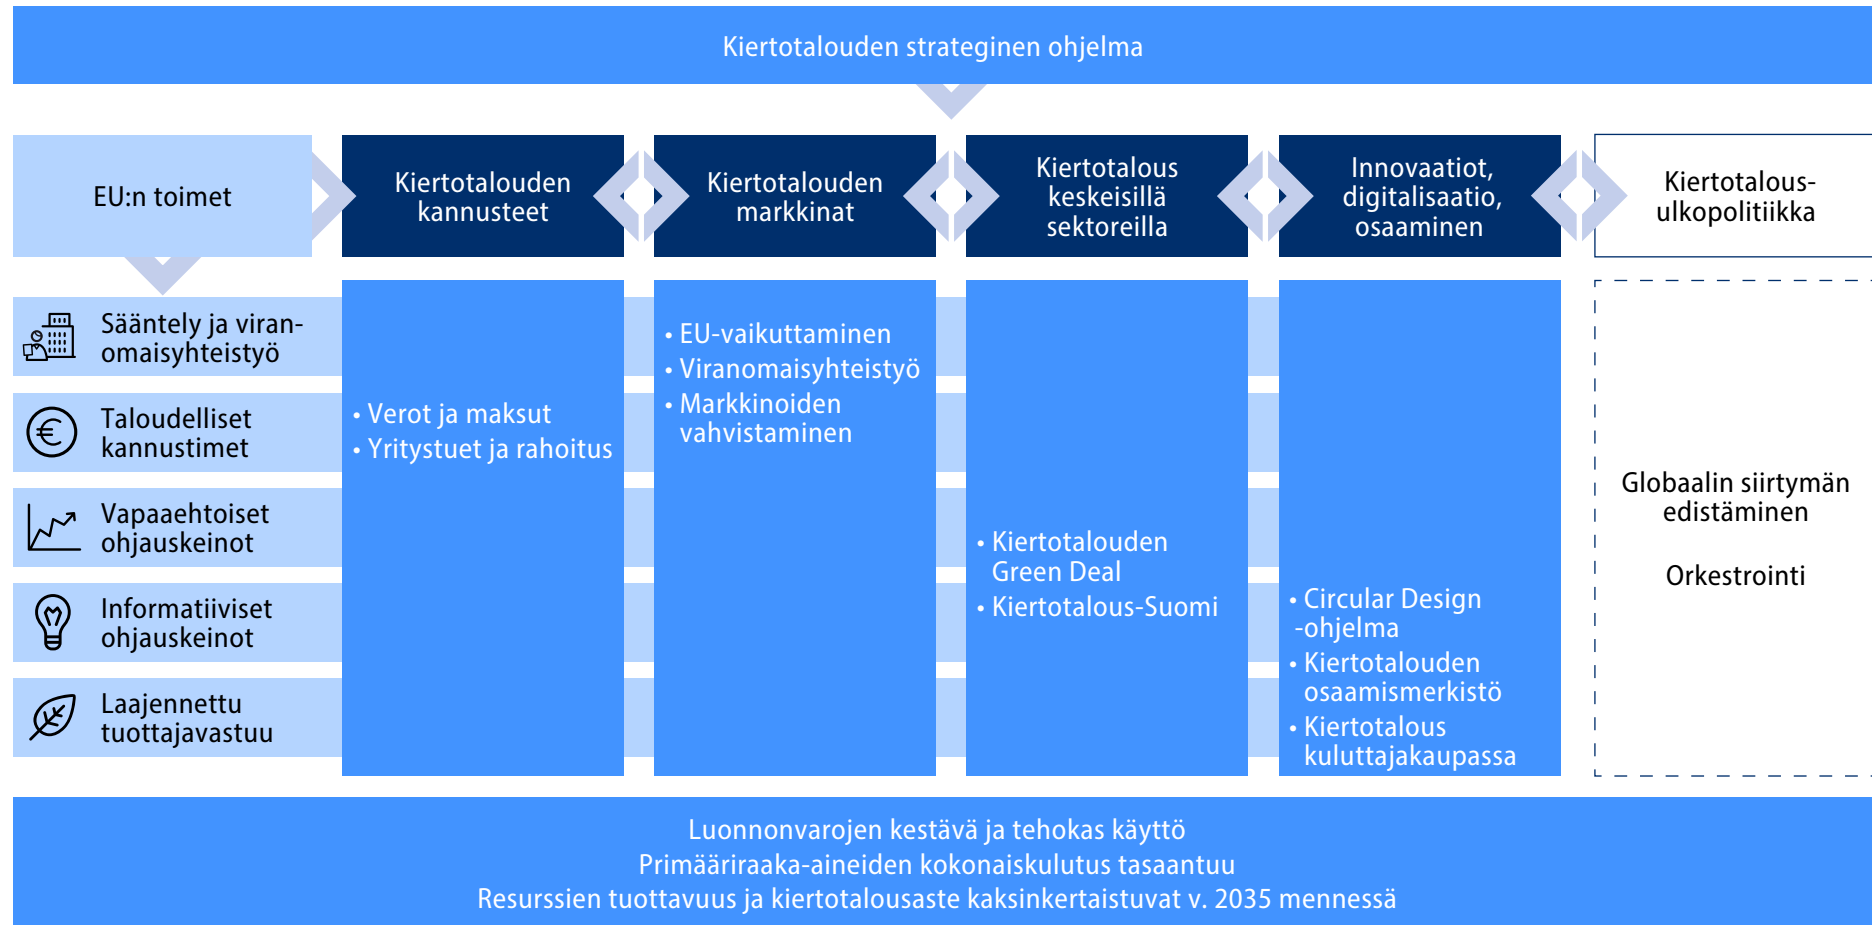 Kiertotalouden strateginen ohjelma
EU:n toimet
Kiertotalouden
kannusteet
Kiertotalouden
markkinat
Kiertotalous
keskeisillä
sektoreilla
Innovaatiot,
digitalisaatio,
osaaminen
Kiertotalous-
ulkopolitiikka
Sääntely ja viran-
omaisyhteistyö
Taloudelliset
kannustimet
Vapaaehtoiset
ohjauskeinot
Informatiiviset
ohjauskeinot
Laajennettu
tuottajavastuu
• Verot ja maksut
• Yritystuet ja rahoitus
• EU-vaikuttaminen
• Viranomaisyhteistyö
• Markkinoiden
vahvistaminen
• Kiertotalouden
Green Deal
• Kiertotalous-Suomi
• Circular Design
-ohjelma
• Kiertotalouden
osaamismerkistö
• Kiertotalous
kuluttajakaupassa
Globaalin siirtymän
edistäminen
Orkestrointi
Luonnonvarojen kestävä ja tehokas käyttö
Primääriraaka-aineiden kokonaiskulutus tasaantuu
Resurssien tuottavuus ja kiertotalousaste kaksinkertaistuvat v. 2035 mennessä